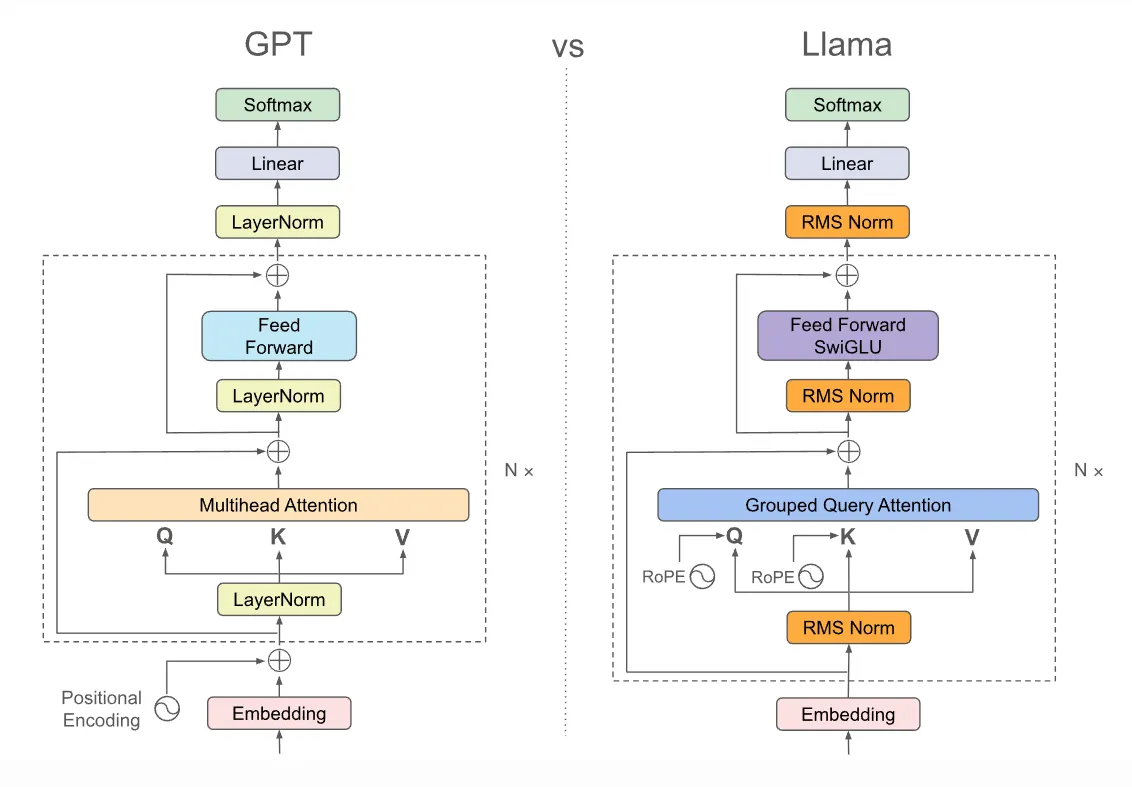 GPT
vs
Llama
Softmax
Linear
LayerNorm
Feed
Forward
LayerNorm
N ×
Multihead Attention
Q K V
LayerNorm
Positional
Encoding
Embedding
Softmax
Linear
RMS Norm
Feed Forward
SwiGLU
RMS Norm
N ×
Grouped Query Attention
Q K V
RoPE RoPE
RMS Norm
Embedding